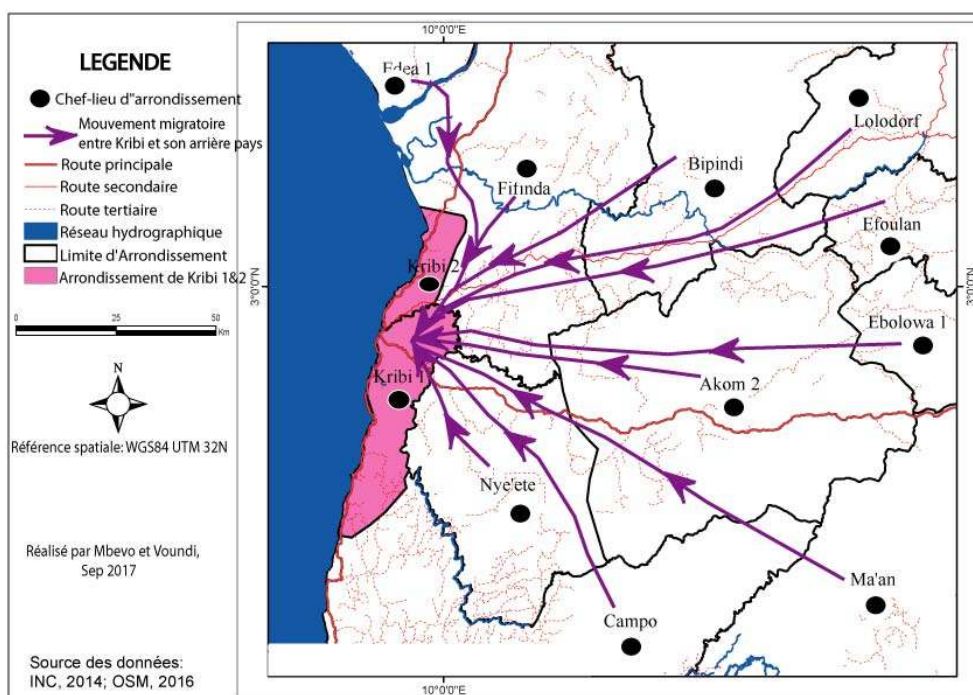 LEGENDE
Chef-lieu d"arrondissement
Mouvement migratoire
entre Kribi et son arrière pays
Route principale
Route secondaire
Route tertiaire
Réseau hydrographique
Limite d'Arrondissement
Arrondissement de Kribi 1&2
0 25 50
Km
N
Référence spatiale: WGS84 UTM 32N
Réalisé par Mbevo et Voundi,
Sep 2017
Source des données:
INC, 2014; OSM, 2016
10°0'0"E
Edea 1
Lolodorf
Bipindi
Fifinda
Efoulan
Kribi 2
3°0'0"N
3°0'0"N
Ebolowa 1
Kribi 1
Akom 2
Nye'ete
Ma'an
Campo
10°0'0"E